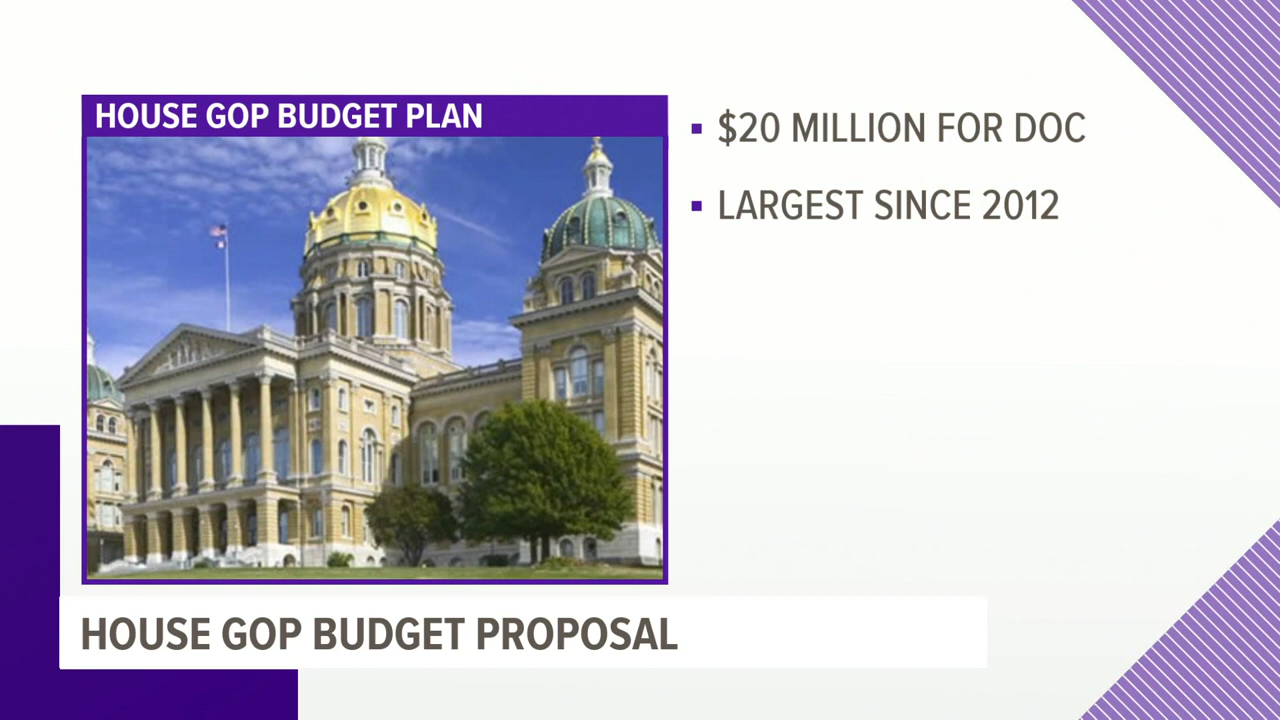 HOUSE GOP BUDGET PLAN
$20 MILLION FOR DOC
LARGEST SINCE 2012
HOUSE GOP BUDGET PROPOSAL